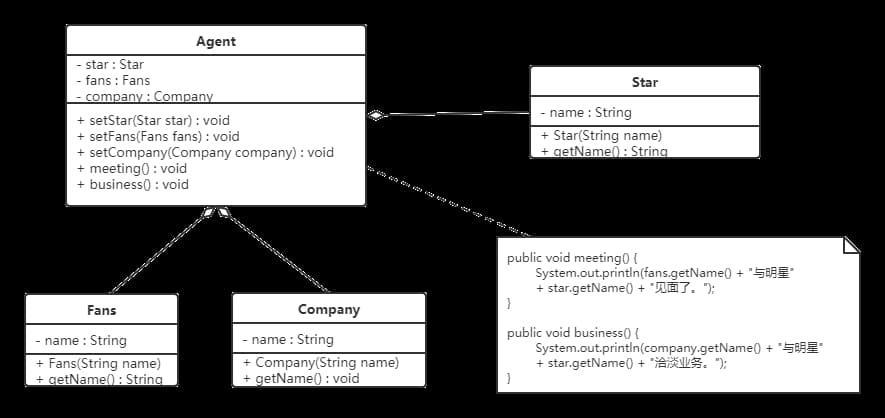 Agent
- star : Star
- fans : Fans
- company : Company
+ setStar(Star star) : void
+ setFans(Fans fans) : void
+ setCompany(Company company) : void
+ meeting() : void
+ business() : void
Star
- name : String
+ Star(String name)
+ getName() : String
Fans
- name : String
+ Fans(String name)
+ getName() : String
Company
- name : String
+ Company(String name)
+ getName() : void
public void meeting() {
System.out.println(fans.getName() + "与明星"
+ star.getName() + "见面了。");
}
public void business() {
System.out.println(company.getName() + "与明星"
+ star.getName() + "洽淡业务。");
}